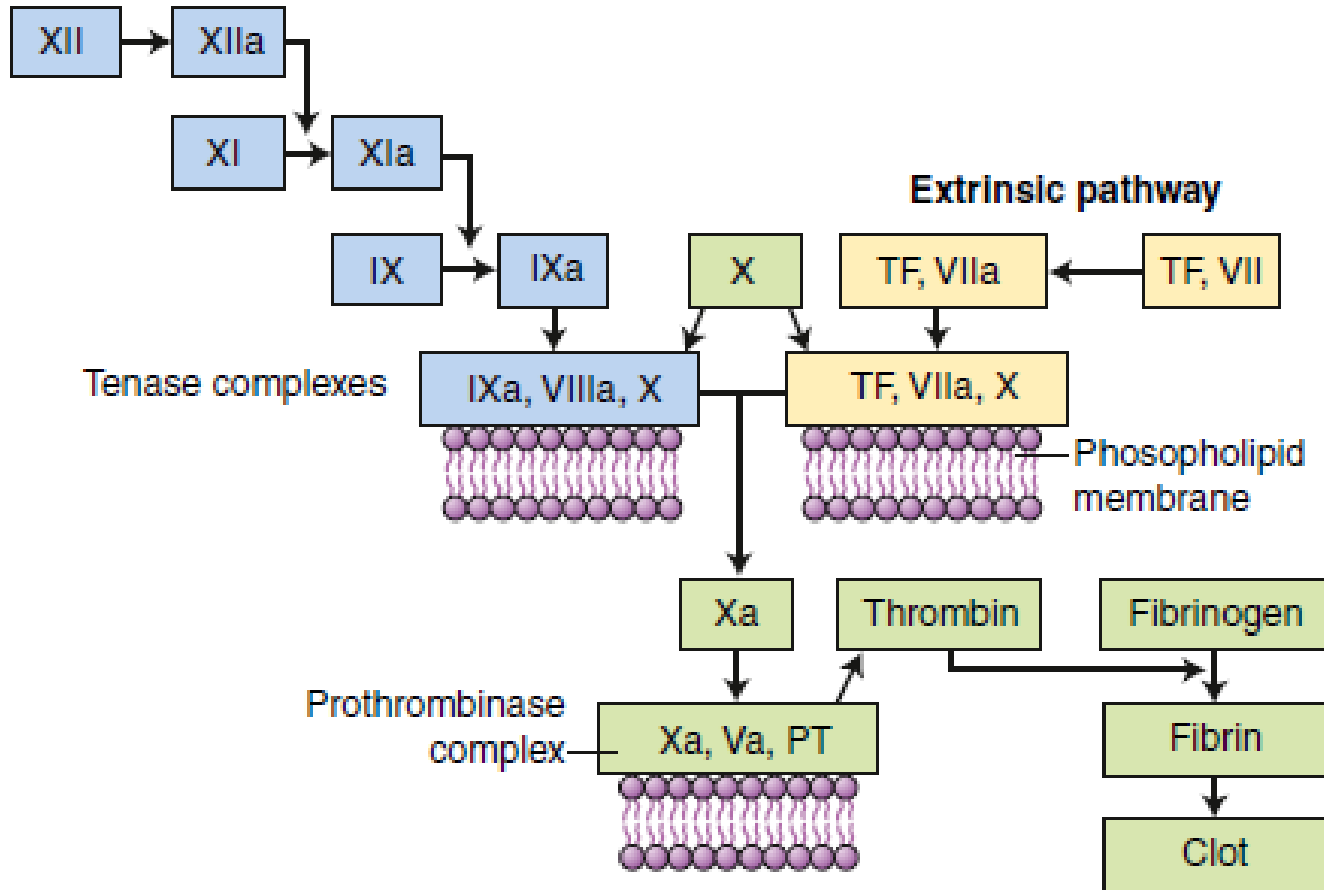 XII
XIIa
XI
XIa
Extrinsic pathway
IX
IXa
X
TF, VIIa
TF, VII
Tenase complexes
IXa, VIIIa, X
TF, VIIa, X
Phosopholipid
membrane
Xa
Thrombin
Fibrinogen
Prothrombinase
complex
Xa, Va, PT
Fibrin
Clot